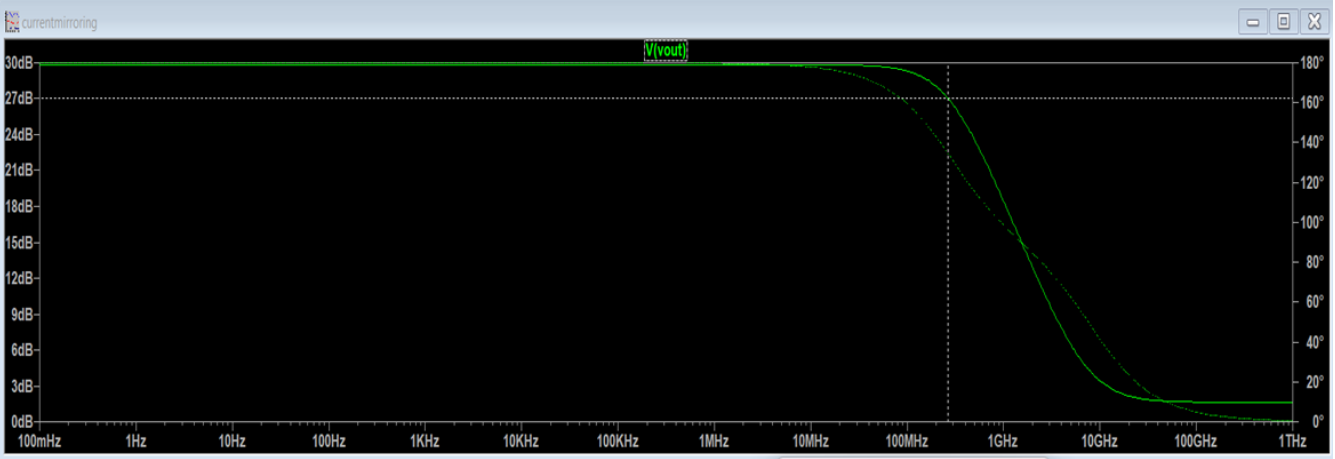 currentmirroring
V(vout)
30dB
27dB
24dB
21dB
18dB
15dB
12dB
9dB
6dB
3dB
0dB
180°
160°
140°
120°
100°
80°
60°
40°
20°
0°
100mHz 1Hz 10Hz 100Hz 1KHz 10KHz 100KHz 1MHz 10MHz 100MHz 1GHz 10GHz 100GHz 1THz